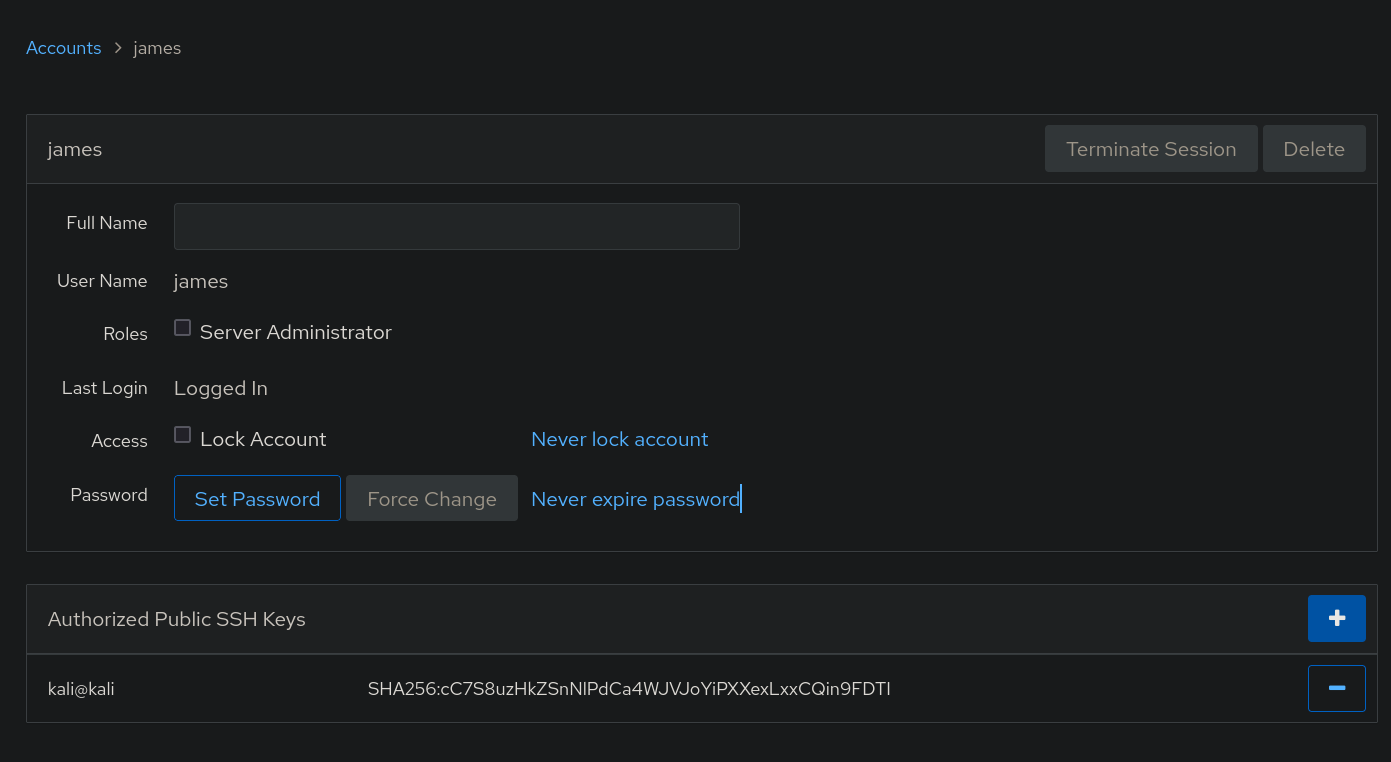 Accounts > james
james Terminate Session Delete
Full Name
User Name james
Roles Server Administrator
Last Login Logged In
Access Lock Account Never lock account
Password Set Password Force Change Never expire password
Authorized Public SSH Keys
kali@kali SHA256:cC7S8uzHkZSnNlPdCa4WJVJoYiPXXexLxxCQin9FDTI